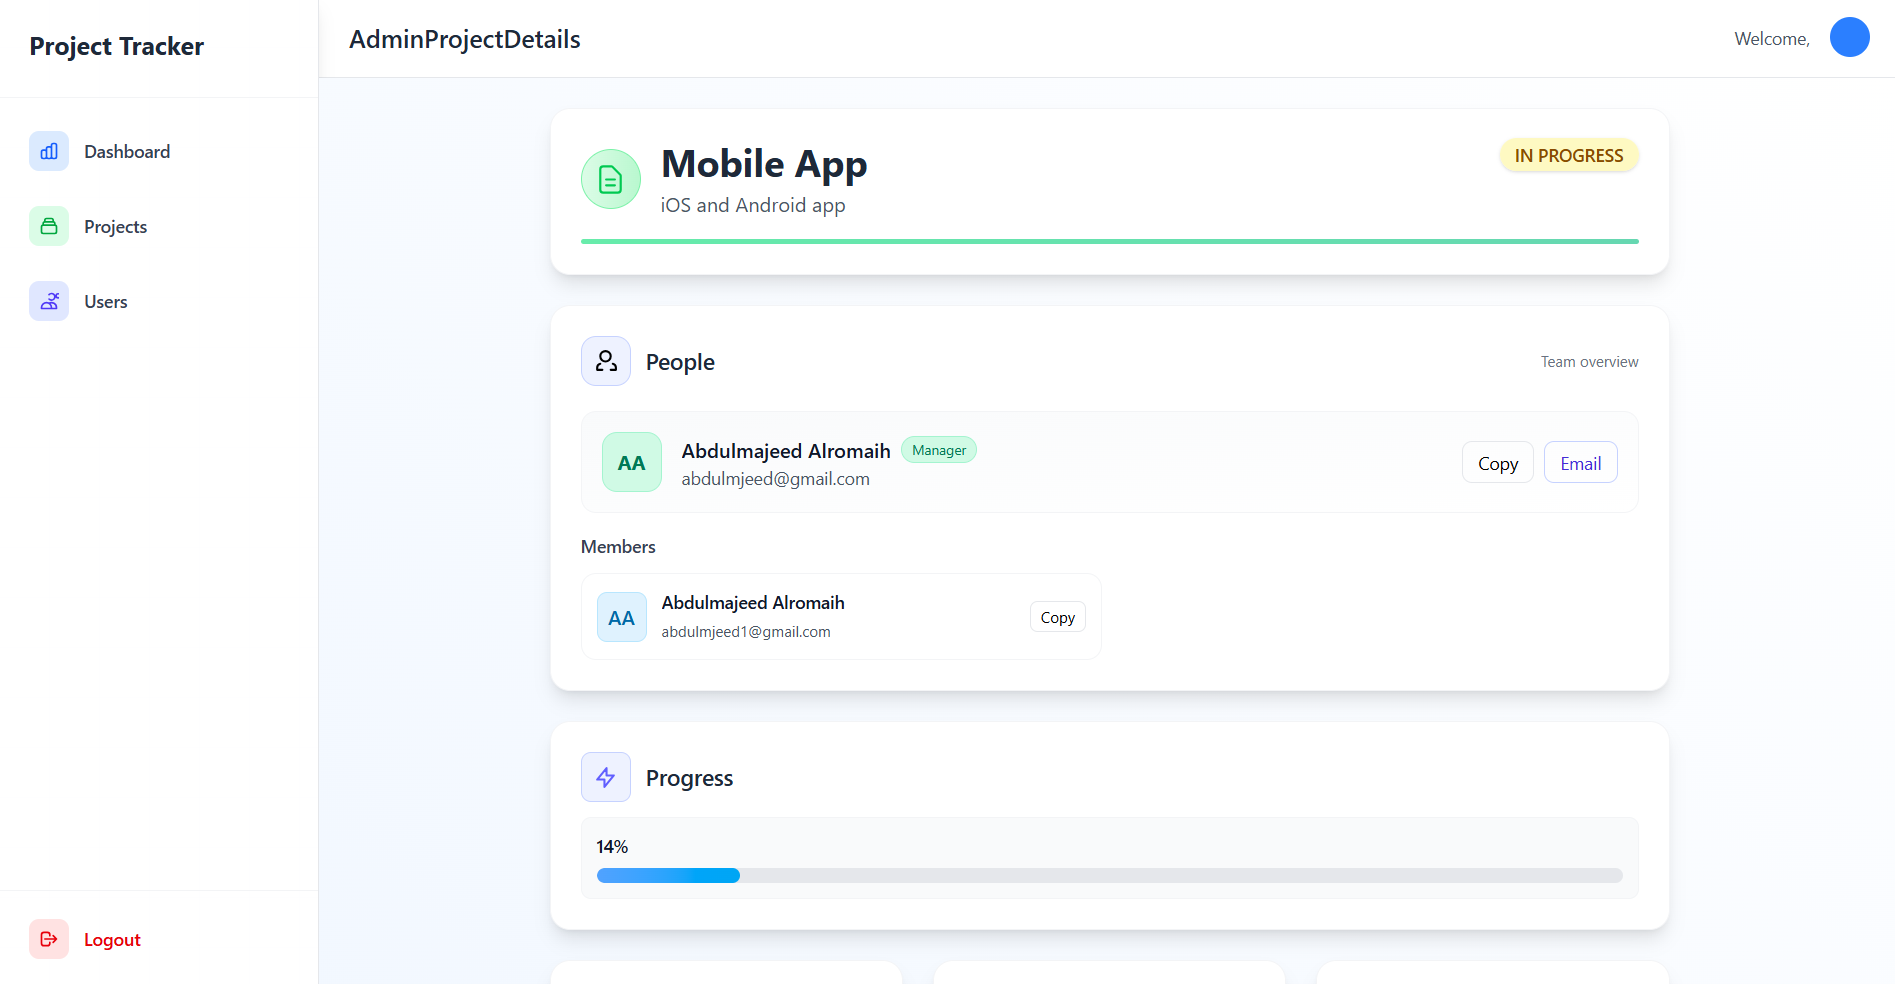 Project Tracker
AdminProjectDetails
Welcome,
Dashboard
Projects
Users
Logout
Mobile App
iOS and Android app
IN PROGRESS
People
Team overview
AA
Abdulmajeed Alromaih
Manager
abdulmjeed@gmail.com
Copy
Email
Members
AA
Abdulmajeed Alromaih
abdulmjeed1@gmail.com
Copy
Progress
14%